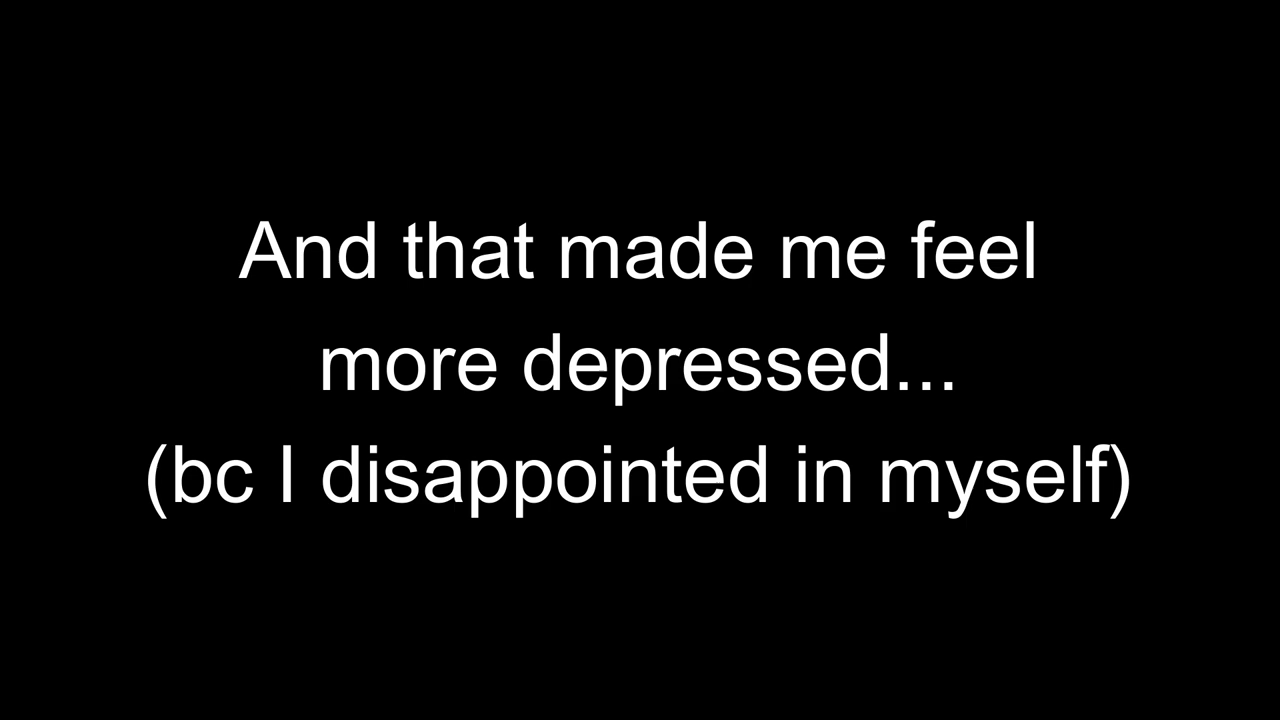 And that made me feel
more depressed...
(bc I disappointed in myself)